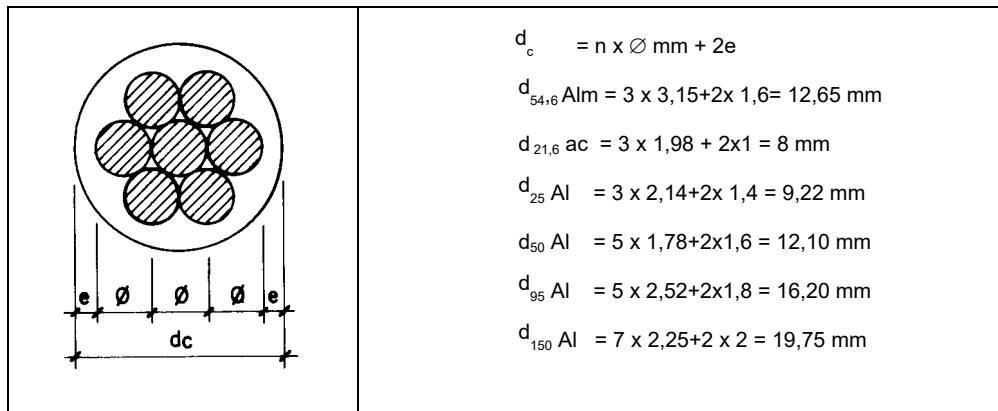 e Ø Ø Ø e
dc
d_c = n x ∅ mm + 2e
d_54,6 Alm = 3 x 3,15+2x 1,6= 12,65 mm
d_21,6 ac = 3 x 1,98 + 2x1 = 8 mm
d_25 Al = 3 x 2,14+2x 1,4 = 9,22 mm
d_50 Al = 5 x 1,78+2x1,6 = 12,10 mm
d_95 Al = 5 x 2,52+2x1,8 = 16,20 mm
d_150 Al = 7 x 2,25+2 x 2 = 19,75 mm